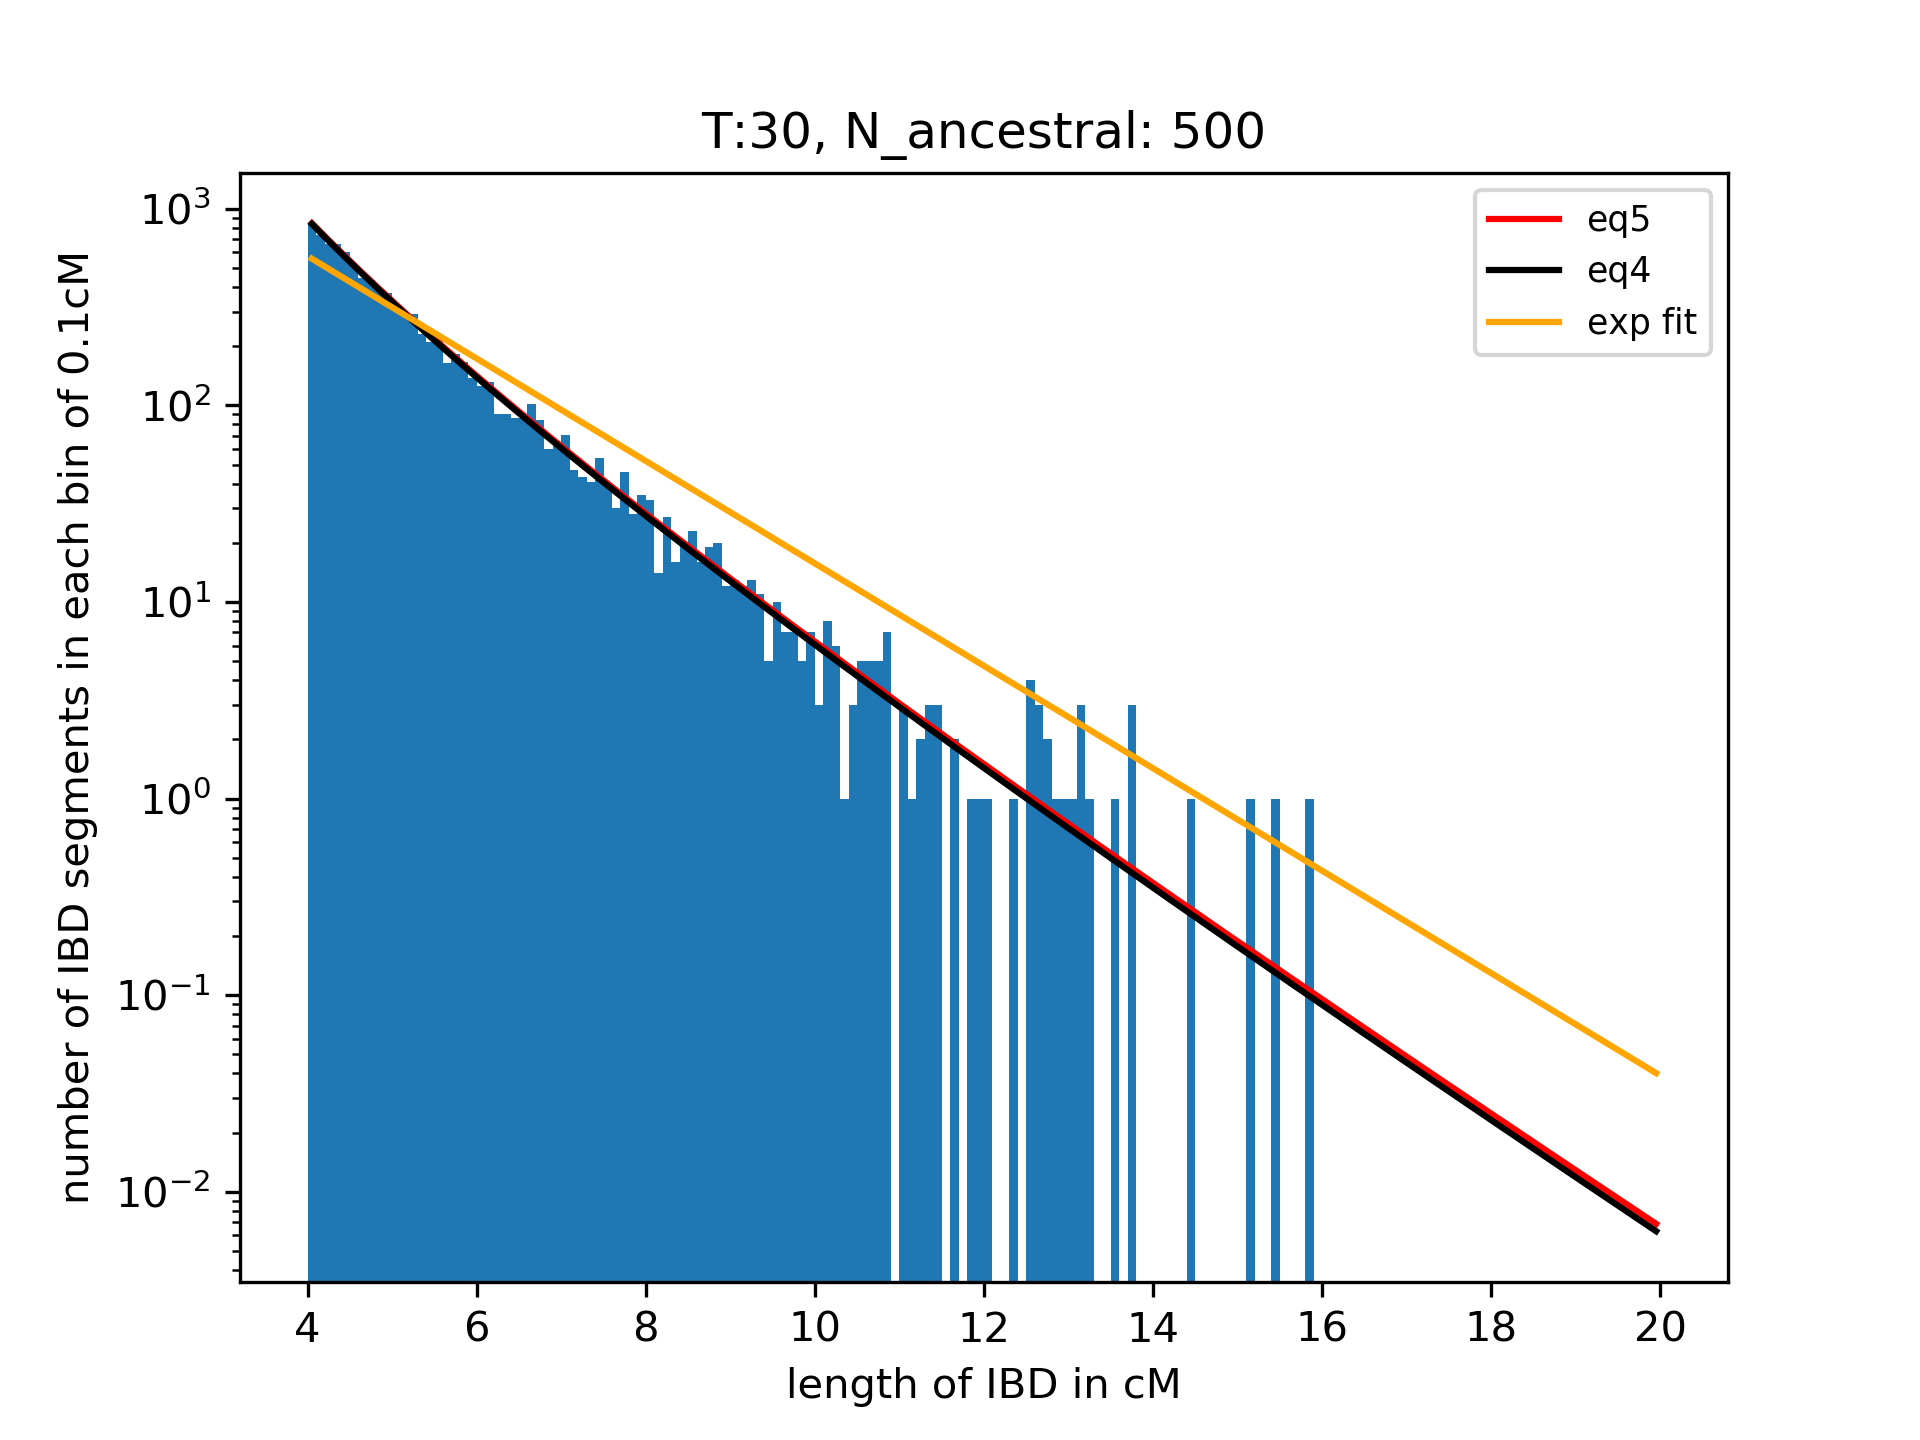 T:30, N_ancestral: 500
number of IBD segments in each bin of 0.1cM
10³
10²
10¹
10⁰
10⁻¹
10⁻²
eq5
eq4
exp fit
4 6 8 10 12 14 16 18 20
length of IBD in cM